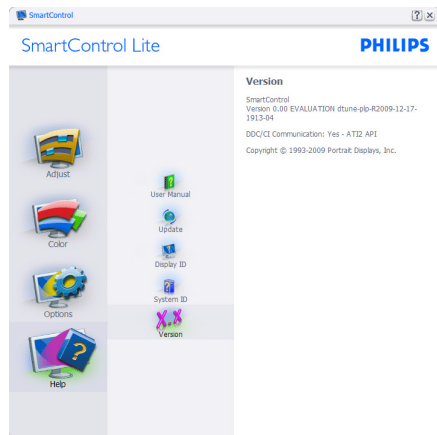 SmartControl
SmartControl Lite
PHILIPS
Adjust
Color
Options
Help
User Manual
Update
Display ID
System ID
X.X
Version
Version
SmartControl
Version 0.00 EVALUATION dtune-plp-R2009-12-17-
1913-04
DDC/CI Communication: Yes - ATI2 API
Copyright © 1993-2009 Portrait Displays, Inc.